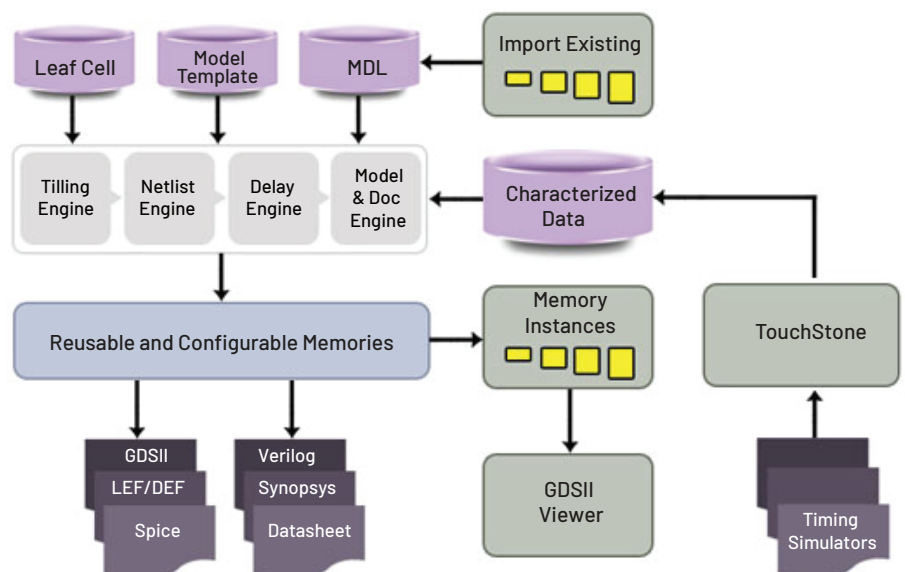 Leaf Cell
Model
Template
MDL
Import Existing
Tilling
Engine
Netlist
Engine
Delay
Engine
Model
& Doc
Engine
Characterized
Data
Reusable and Configurable Memories
Memory
Instances
TouchStone
GDSII
LEF/DEF
Spice
Verilog
Synopsys
Datasheet
GDSII
Viewer
Timing
Simulators